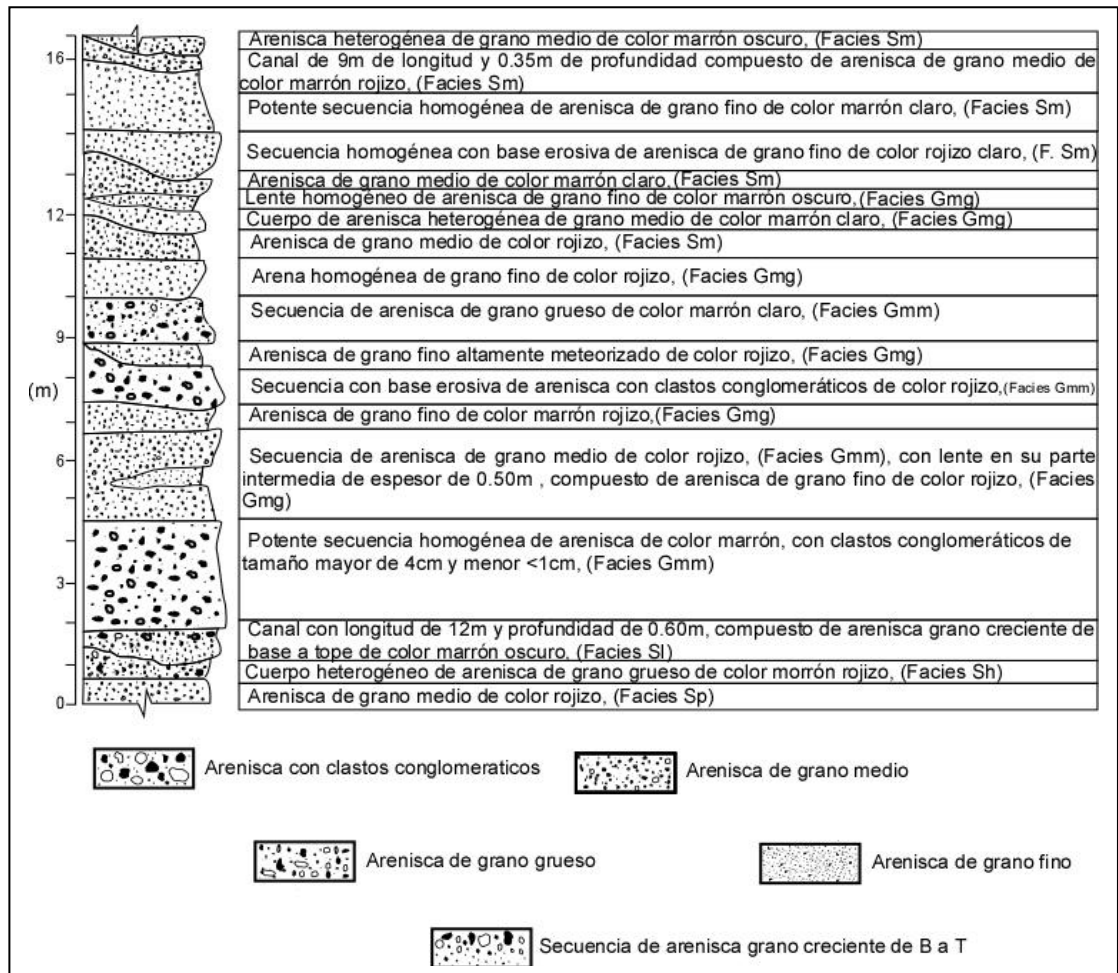 Arenisca heterogénea de grano medio de color marrón oscuro, (Facies Sm)
16
Canal de 9m de longitud y 0.35m de profundidad compuesto de arenisca de grano medio de
color marrón rojizo, (Facies Sm)
Potente secuencia homogénea de arenisca de grano fino de color marrón claro, (Facies Sm)
Secuencia homogénea con base erosiva de arenisca de grano fino de color rojizo claro, (F. Sm)
Arenisca de grano medio de color marrón claro,(Facies Sm)
Lente homogéneo de arenisca de grano fino de color marrón oscuro,(Facies Gmg)
12
Cuerpo de arenisca heterogénea de grano medio de color marrón claro, (Facies Gmg)
Arenisca de grano medio de color rojizo, (Facies Sm)
Arena homogénea de grano fino de color rojizo, (Facies Gmg)
Secuencia de arenisca de grano grueso de color marrón claro, (Facies Gmm)
9
Arenisca de grano fino altamente meteorizado de color rojizo, (Facies Gmg)
(m)
Secuencia con base erosiva de arenisca con clastos conglomeráticos de color rojizo,(Facies Gmm)
Arenisca de grano fino de color marrón rojizo,(Facies Gmg)
6
Secuencia de arenisca de grano medio de color rojizo, (Facies Gmm), con lente en su parte
intermedia de espesor de 0.50m , compuesto de arenisca de grano fino de color rojizo, (Facies
Gmg)
Potente secuencia homogénea de arenisca de color marrón, con clastos conglomeráticos de
tamaño mayor de 4cm y menor <1cm, (Facies Gmm)
3
Canal con longitud de 12m y profundidad de 0.60m, compuesto de arenisca grano creciente de
base a tope de color marrón oscuro, (Facies Sl)
Cuerpo heterogéneo de arenisca de grano grueso de color morrón rojizo, (Facies Sh)
0
Arenisca de grano medio de color rojizo, (Facies Sp)
Arenisca con clastos conglomeraticos
Arenisca de grano medio
Arenisca de grano grueso
Arenisca de grano fino
Secuencia de arenisca grano creciente de B a T